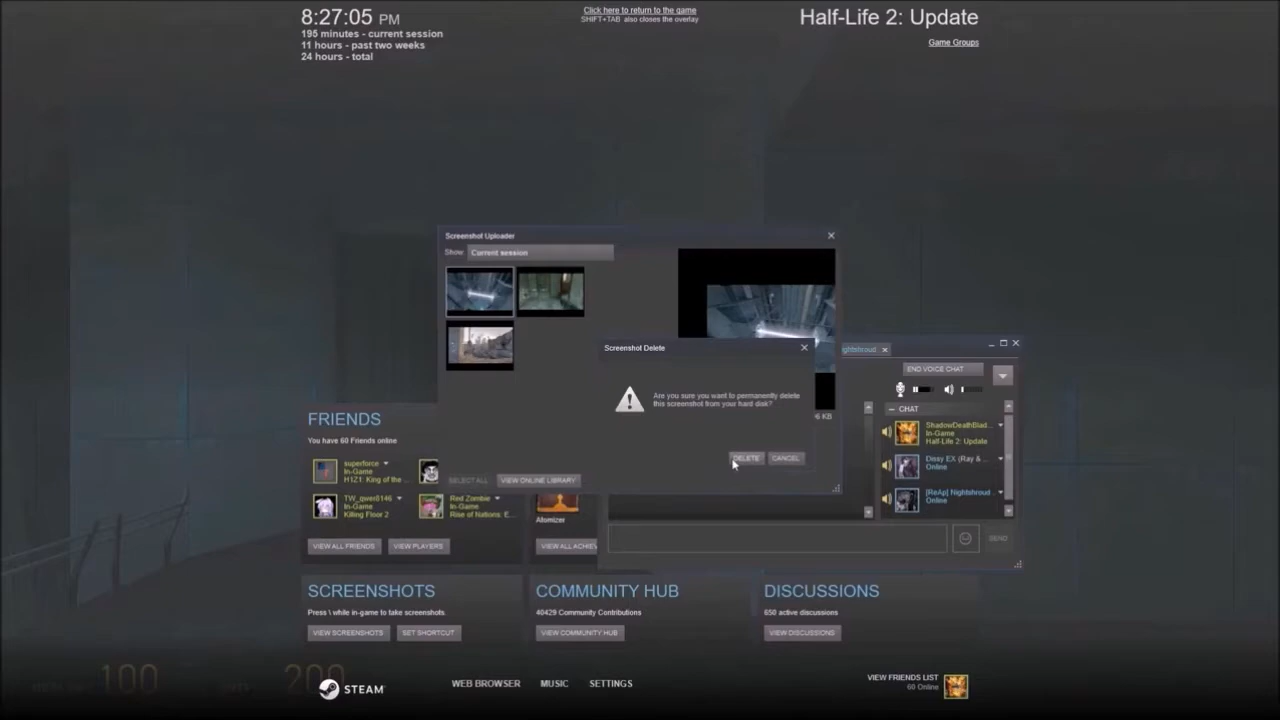 8:27:05 PM
195 minutes - current session
11 hours - past two weeks
24 hours - total
Click here to return to the game
SHIFT+TAB also closes the overlay
Half-Life 2: Update
Game Groups
Screenshot Uploader
Show: Current session
Screenshot Delete
Are you sure you want to permanently delete
this screenshot from your hard disk?
DELETE CANCEL
SELECT ALL VIEW ONLINE LIBRARY
Nightshroud
END VOICE CHAT
CHAT
ShadowDeathBlad...
In-Game
Half-Life 2: Update
Online
[ReAp] Nightshroud
Online
SEND
FRIENDS
You have 60 Friends online
superforce
In-Game
H1Z1: King of the ...
TW_qwer8146
In-Game
Killing Floor 2
Red Zombie
In-Game
Rise of Nations: E...
VIEW ALL FRIENDS VIEW PLAYERS
Atomizer
VIEW ALL ACHIEV
SCREENSHOTS
Press \ while in-game to take screenshots.
VIEW SCREENSHOTS SET SHORTCUT
COMMUNITY HUB
40429 Community Contributions
VIEW COMMUNITY HUB
DISCUSSIONS
650 active discussions
VIEW DISCUSSIONS
100 200
STEAM
WEB BROWSER MUSIC SETTINGS
VIEW FRIENDS LIST
60 Online